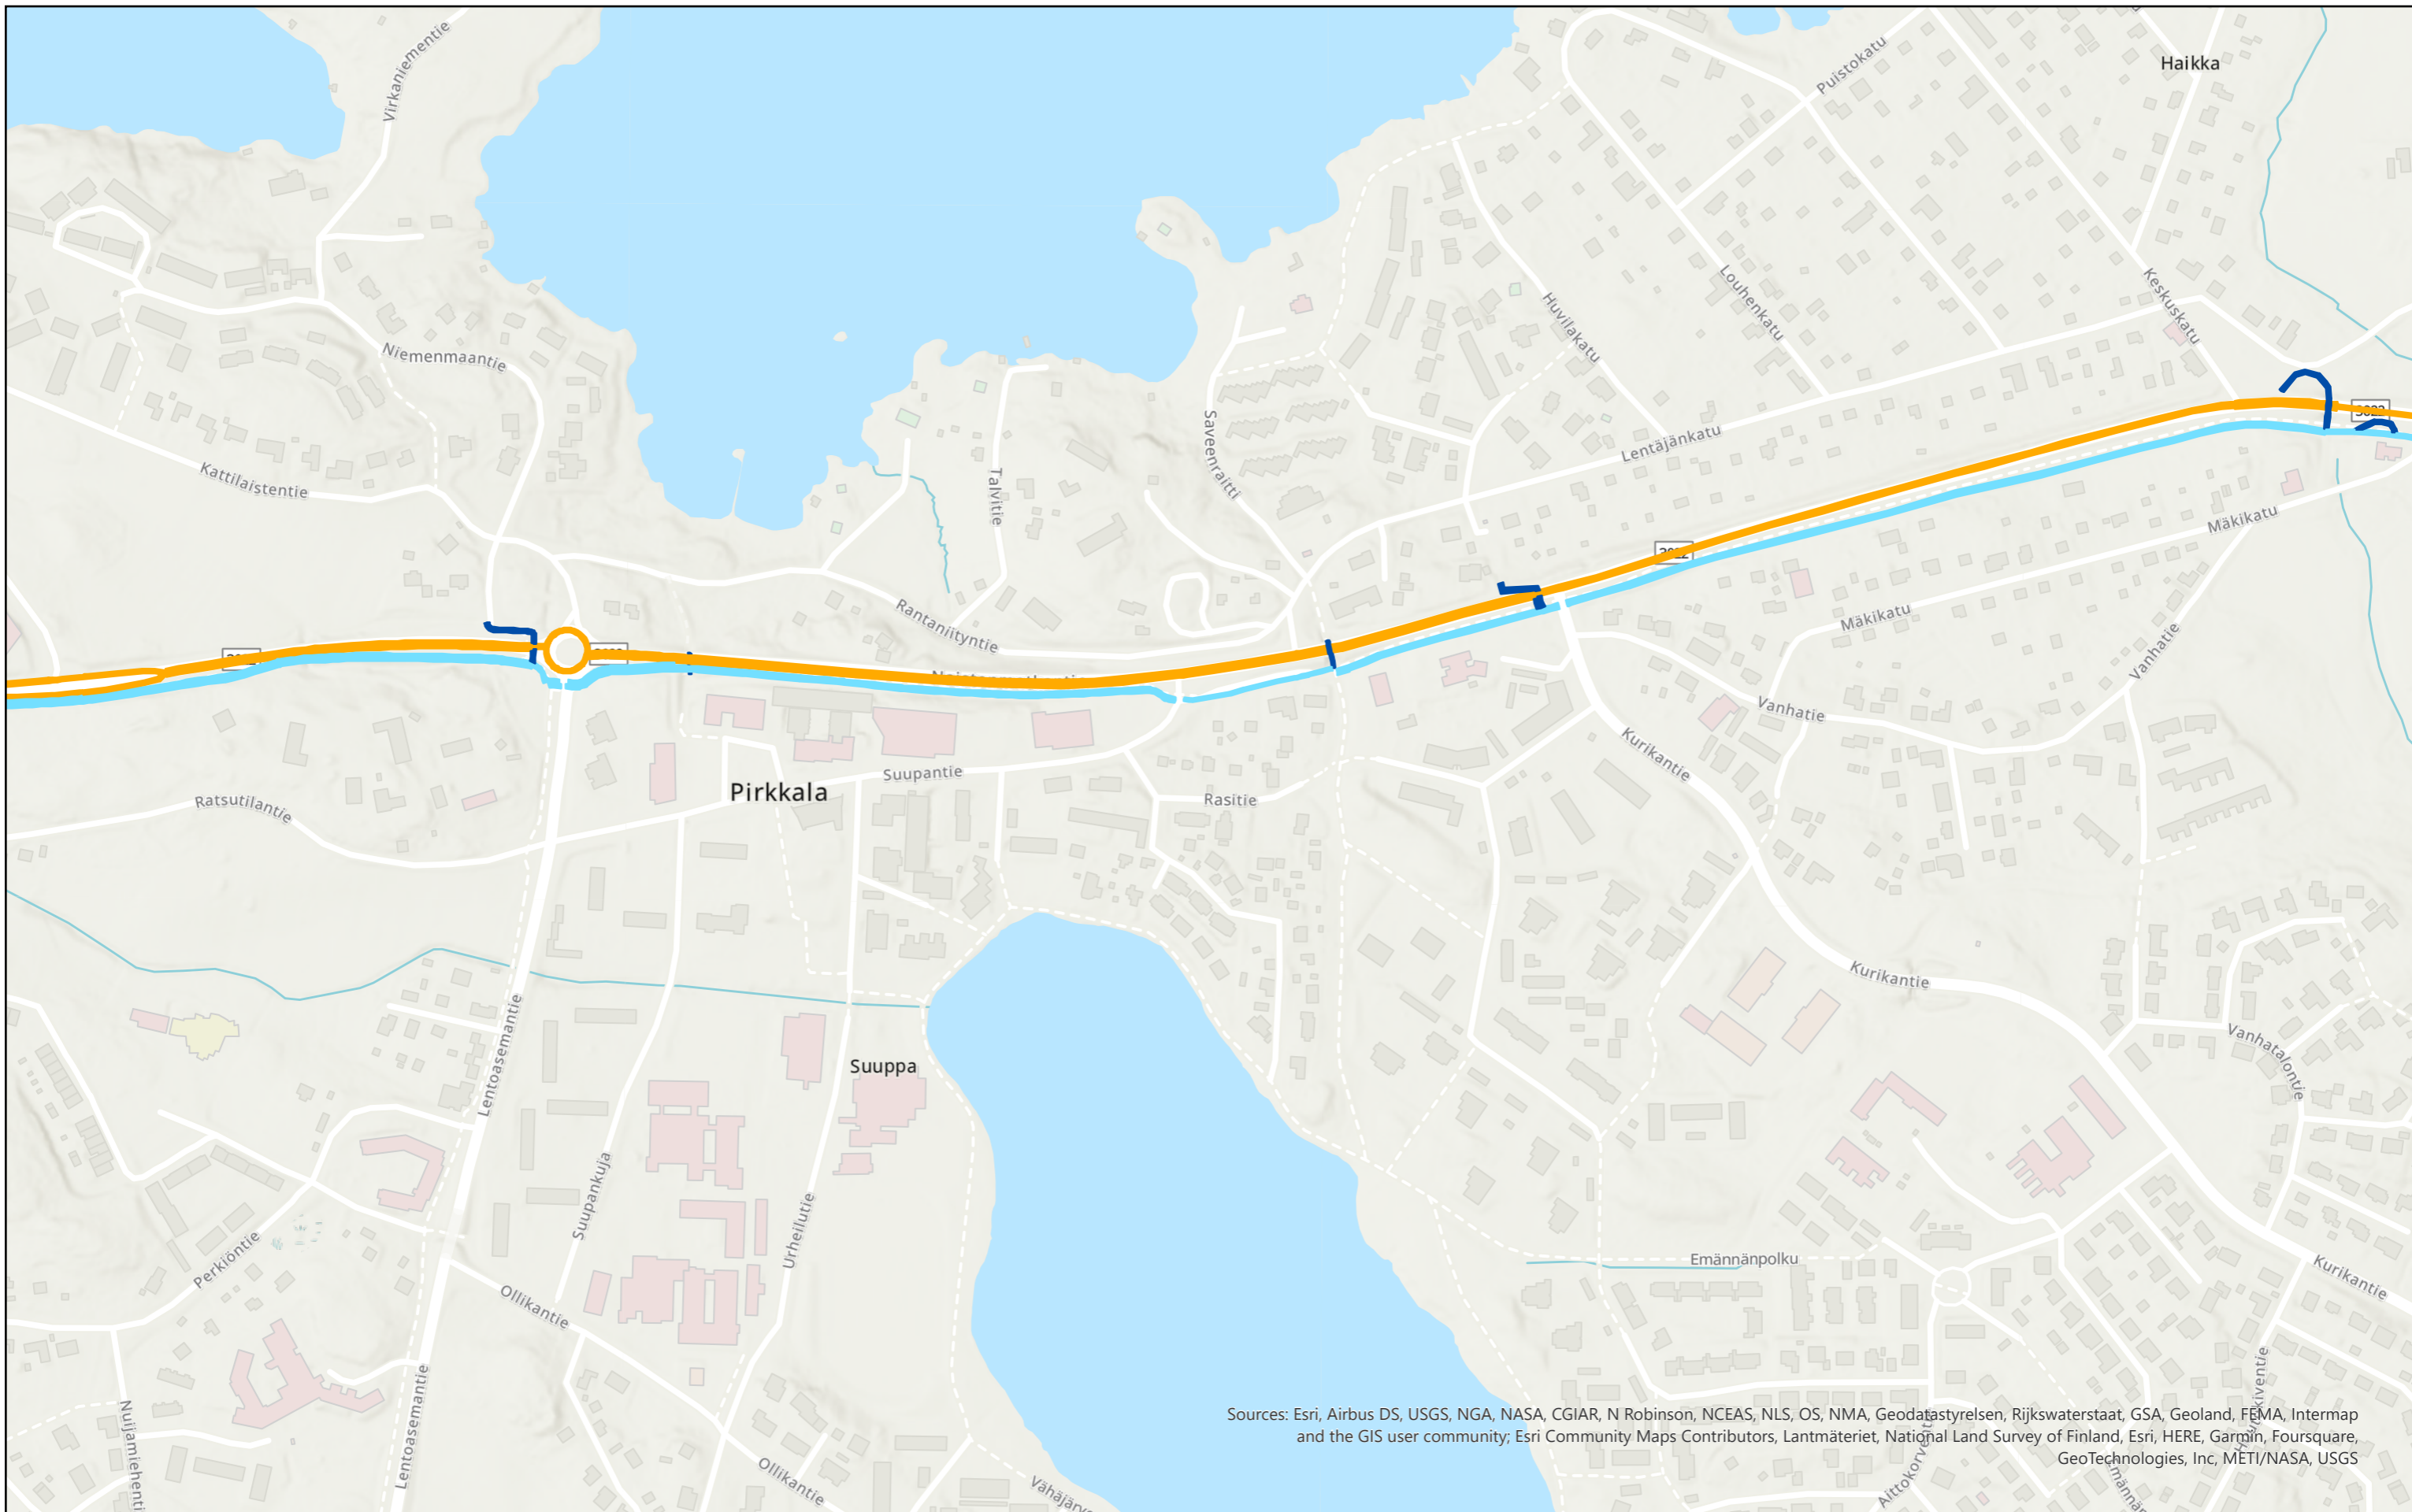 Virkaniementie
Puistokatu
Haikka
Niemenmaantie
Huvilakatu
Louhenkatu
Keskuskatu
Kattilaistentie
Talvitie
Saveenraitti
Lentäjänkatu
Mäkikatu
Rantaniityntie
Mäkikatu
Vanhatie
Vanhatie
Kurikantie
Pirkkala
Suupantie
Rasitie
Ratsutilantie
Kurikantie
Lentoasemantie
Suuppa
Vanhatalontie
Suupankuja
Urheilutie
Perkiöntie
Emännänpolku
Ollikantie
Kurikantie
Lentoasemantie
Nuijamiehenti
Ollikantie
Vähäjärv
Sources: Esri, Airbus DS, USGS, NGA, NASA, CGIAR, N Robinson, NCEAS, NLS, OS, NMA, Geodatastyrelsen, Rijkswaterstaat, GSA, Geoland, FEMA, Intermap
and the GIS user community; Esri Community Maps Contributors, Lantmäteriet, National Land Survey of Finland, Esri, HERE, Garmin, Foursquare,
GeoTechnologies, Inc, METI/NASA, USGS